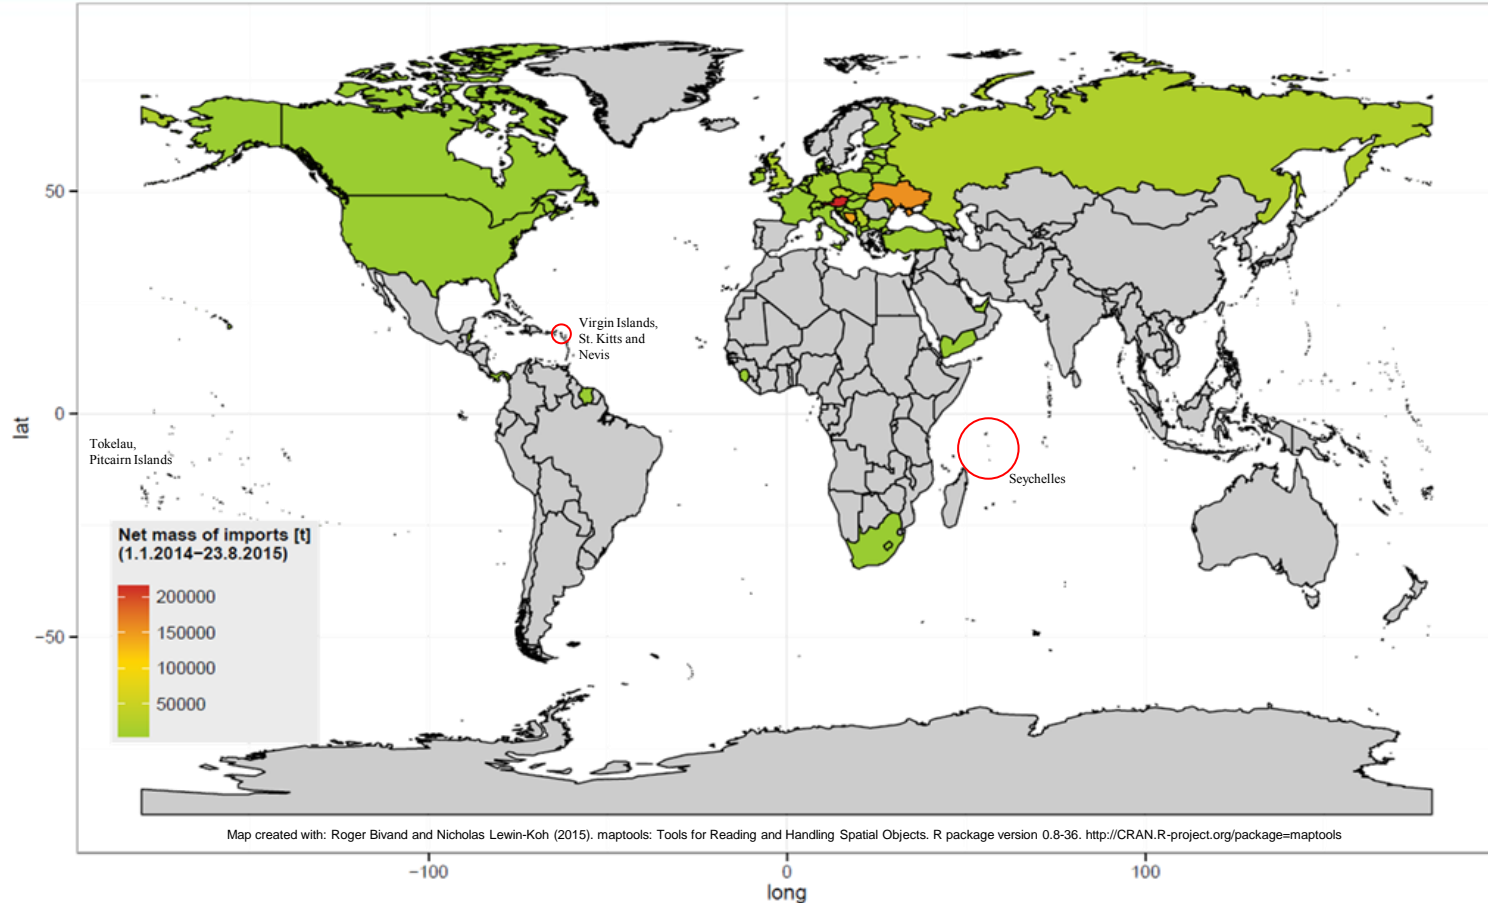 50
Virgin Islands,
St. Kitts and
Nevis
lat
0
Tokelau,
Pitcairn Islands
Seychelles
Net mass of imports [t]
(1.1.2014−23.8.2015)
200000
150000
100000
50000
−50
Map created with: Roger Bivand and Nicholas Lewin-Koh (2015). maptools: Tools for Reading and Handling Spatial Objects. R package version 0.8-36. http://CRAN.R-project.org/package=maptools
−100
0
100
long